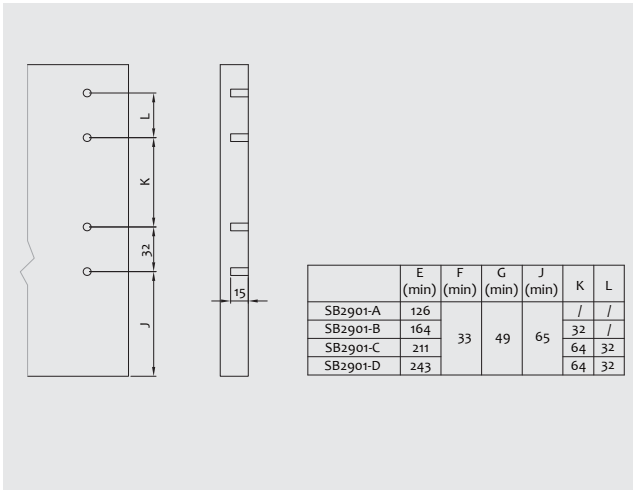 L
K
32
J
15
E (min) F (min) G (min) J (min) K L
SB2901-A 126 33 49 65 / /
SB2901-B 164 32 /
SB2901-C 211 64 32
SB2901-D 243 64 32